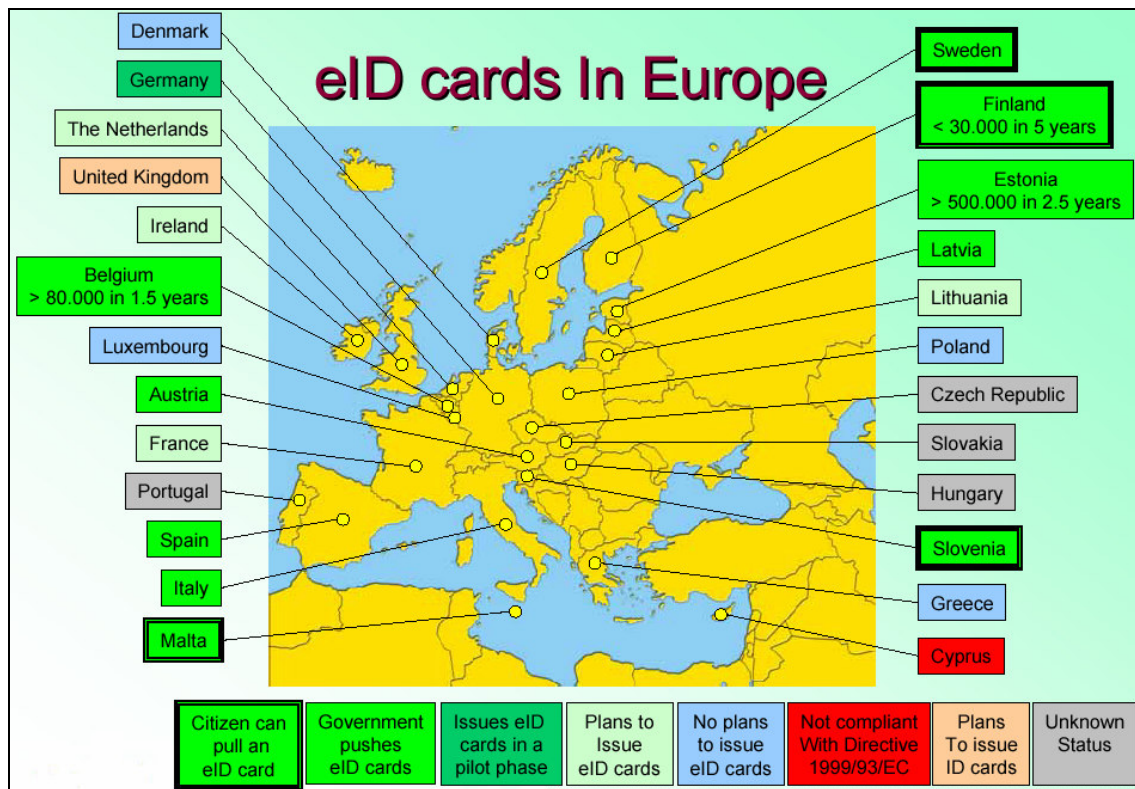 eID cards In Europe
Denmark
Germany
The Netherlands
United Kingdom
Ireland
Belgium
> 80.000 in 1.5 years
Luxembourg
Austria
France
Portugal
Spain
Italy
Malta
Sweden
Finland
< 30.000 in 5 years
Estonia
> 500.000 in 2.5 years
Latvia
Lithuania
Poland
Czech Republic
Slovakia
Hungary
Slovenia
Greece
Cyprus
Citizen can
pull an
eID card
Government
pushes
eID cards
Issues eID
cards in a
pilot phase
Plans to
Issue
eID cards
No plans
to issue
eID cards
Not compliant
With Directive
1999/93/EC
Plans
To issue
ID cards
Unknown
Status